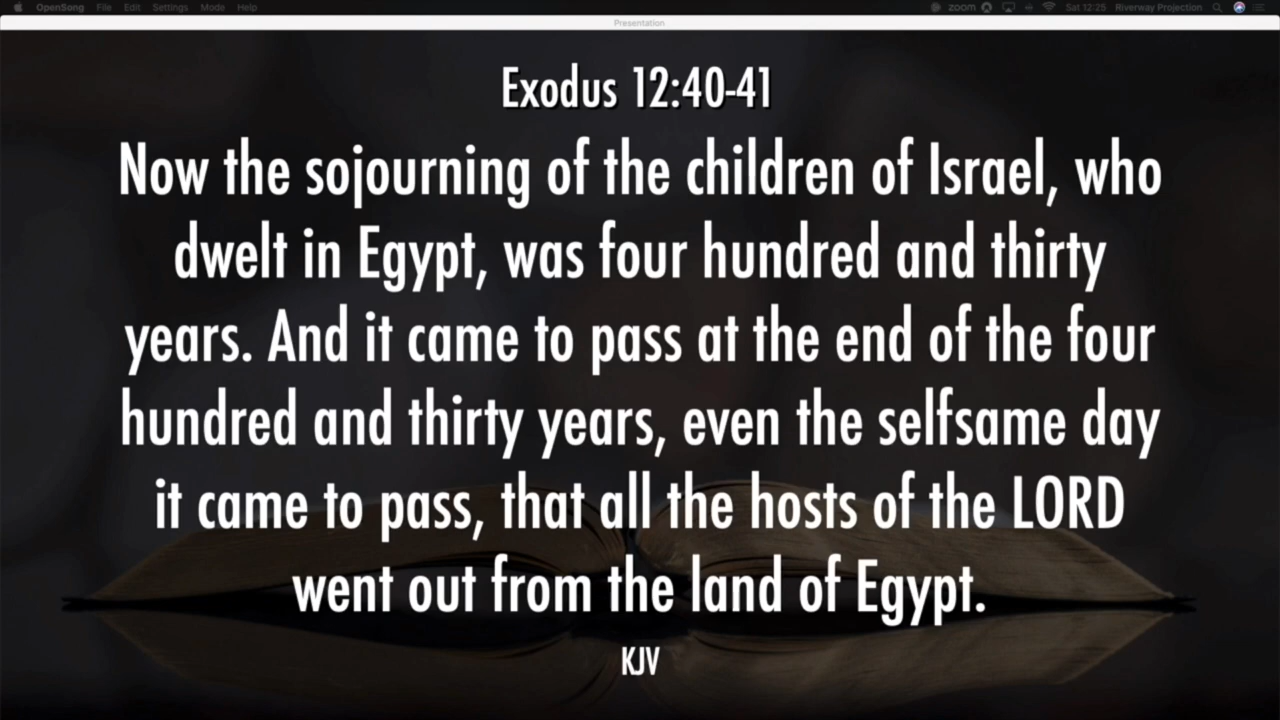 OpenSong File Edit Settings Mode Help zoom Sat 12:25 Riverway Projection
Presentation
Exodus 12:40-41
Now the sojourning of the children of Israel, who
dwelt in Egypt, was four hundred and thirty
years. And it came to pass at the end of the four
hundred and thirty years, even the selfsame day
it came to pass, that all the hosts of the LORD
went out from the land of Egypt.
KJV